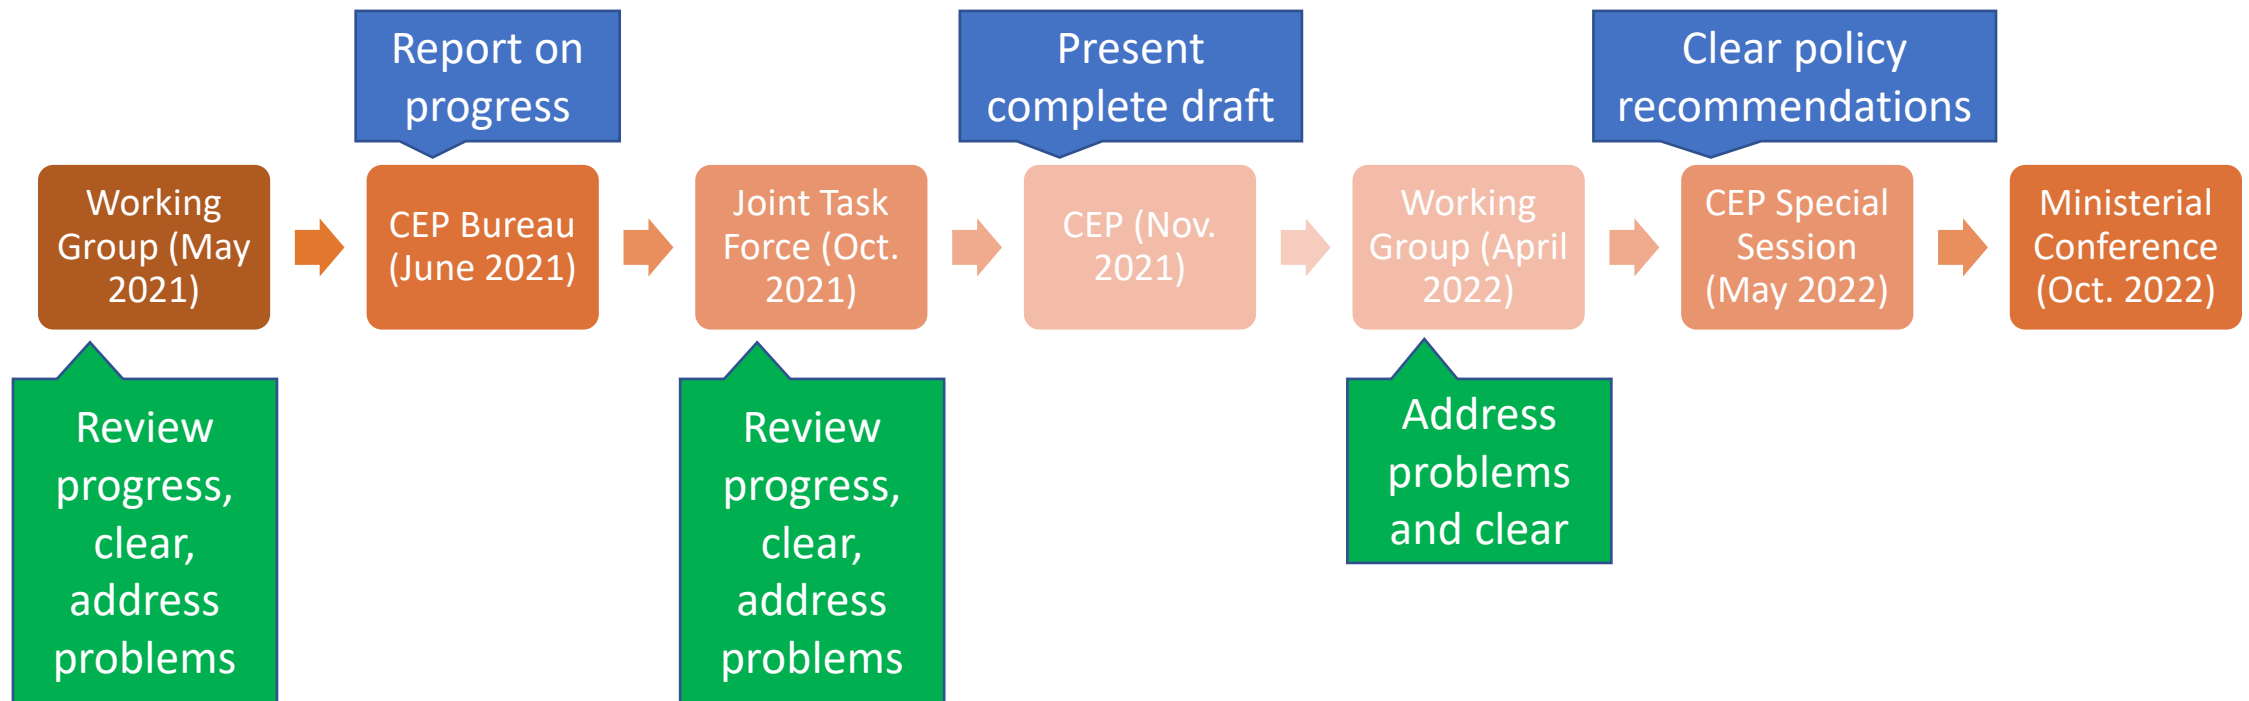 Report on
progress
Present
complete draft
Clear policy
recommendations
Working
Group (May
2021)
CEP Bureau
(June 2021)
Joint Task
Force (Oct.
2021)
CEP (Nov.
2021)
Working
Group (April
2022)
CEP Special
Session
(May 2022)
Ministerial
Conference
(Oct. 2022)
Review
progress,
clear,
address
problems
Review
progress,
clear,
address
problems
Address
problems
and clear